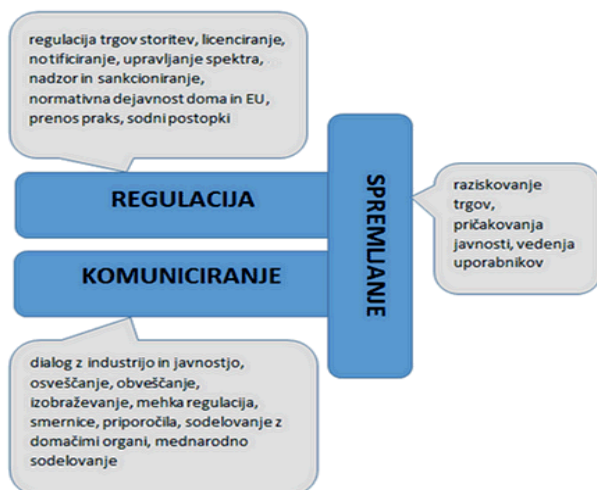 regulacija trgov storitev, licenciranje,
notificiranje, upravljanje spektra,
nadzor in sankcioniranje,
normativna dejavnost doma in EU,
prenos praks, sodni postopki
REGULACIJA
KOMUNICIRANJE
SPREMLJANJE
raziskovanje
trgov,
pričakovanja
javnosti, vedenja
uporabnikov
dialog z industrijo in javnostjo,
osveščanje, obveščanje,
izobraževanje, mehka regulacija,
smernice, priporočila, sodelovanje z
domačimi organi, mednarodno
sodelovanje